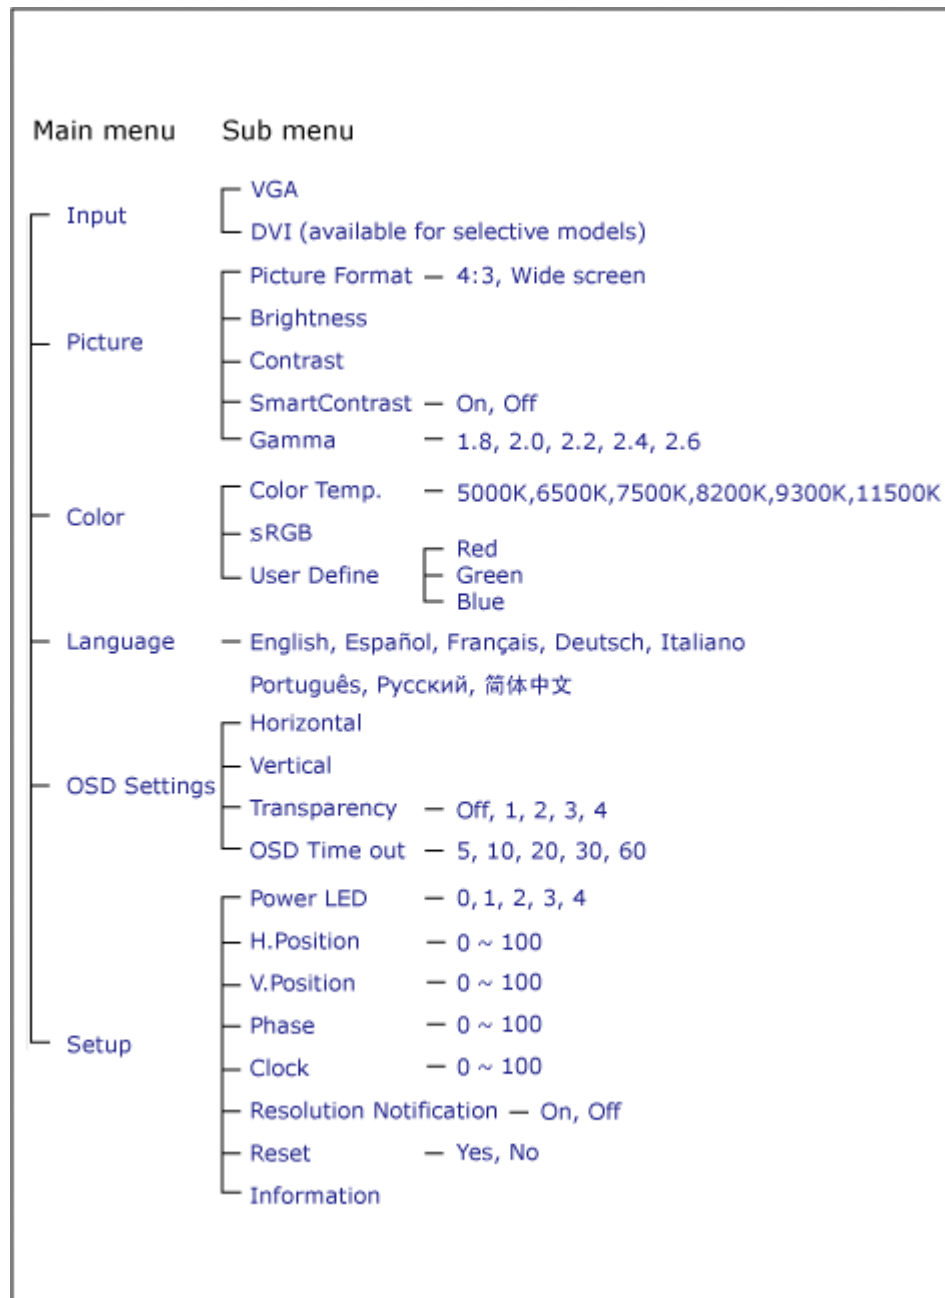 Main menu Sub menu
VGA
Input
DVI (available for selective models)
Picture Format — 4:3, Wide screen
Brightness
Picture
Contrast
SmartContrast — On, Off
Gamma — 1.8, 2.0, 2.2, 2.4, 2.6
Color Temp. — 5000K,6500K,7500K,8200K,9300K,11500K
Color
sRGB
Red
User Define
Green
Blue
Language — English, Español, Français, Deutsch, Italiano
Português, Русский, 简体中文
Horizontal
Vertical
OSD Settings
Transparency — Off, 1, 2, 3, 4
OSD Time out — 5, 10, 20, 30, 60
Power LED — 0, 1, 2, 3, 4
H.Position — 0 ~ 100
V.Position — 0 ~ 100
Phase — 0 ~ 100
Setup
Clock — 0 ~ 100
Resolution Notification — On, Off
Reset — Yes, No
Information